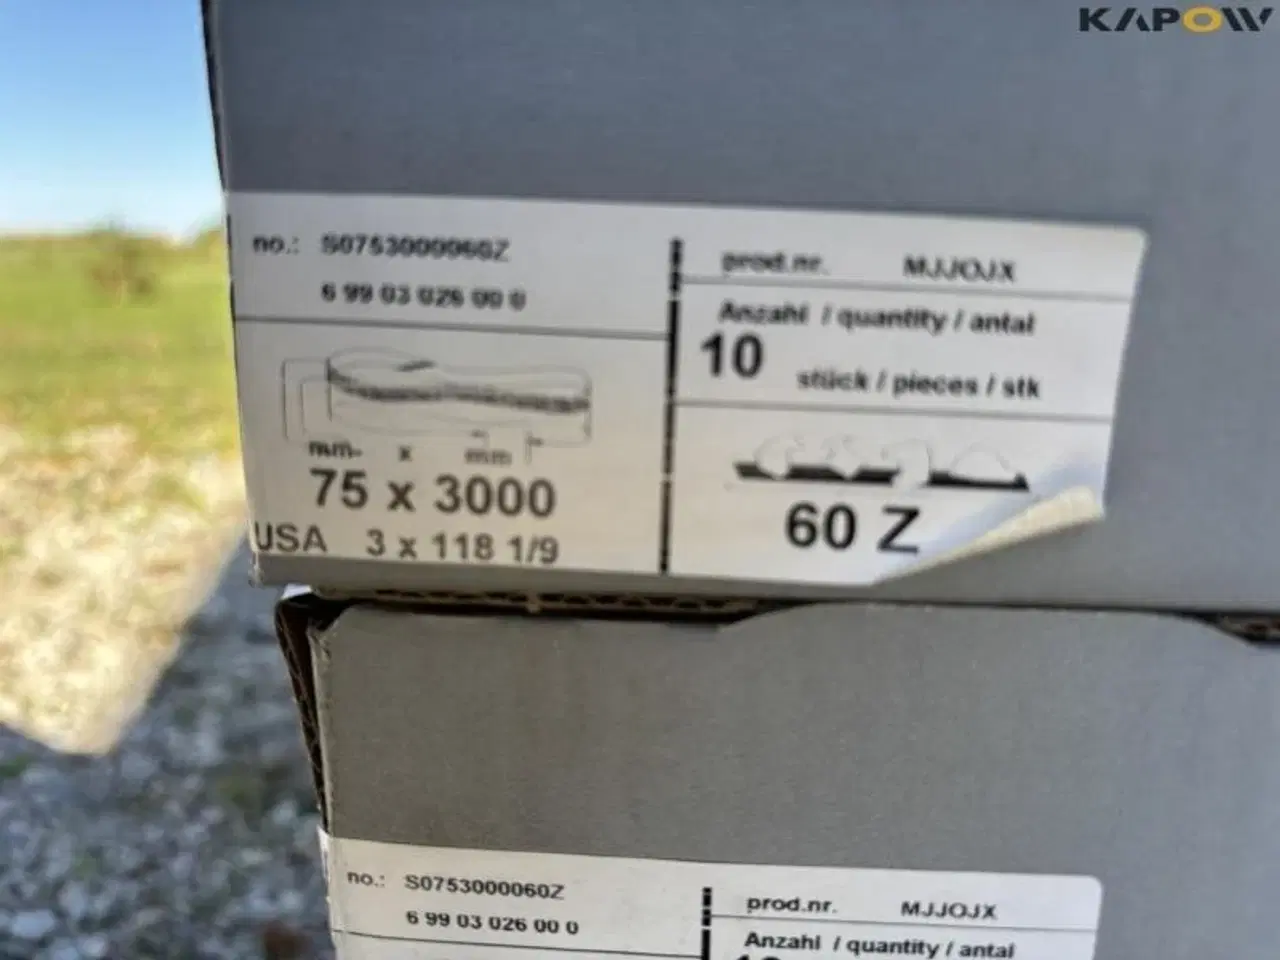 KAPOW
no.: S0753000060Z
6 99 03 026 00 0
prod.nr. MJJOJX
Anzahl / quantity / antal
10 stück / pieces / stk
mm- x mm
75 x 3000
USA 3 x 118 1/9
60 Z
no.: S0753000060Z
6 99 03 026 00 0
prod.nr. MJJOJX
Anzahl / quantity / antal